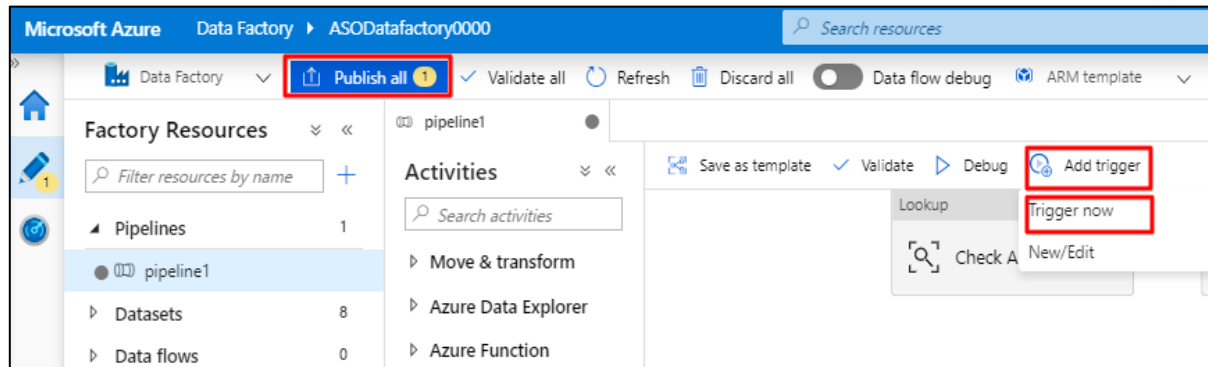 Microsoft Azure Data Factory ASODatafactory0000 Search resources
Data Factory Publish all 1 Validate all Refresh Discard all Data flow debug ARM template
Factory Resources
Filter resources by name
1
Pipelines 1
pipeline1
Datasets 8
Data flows 0
pipeline1
Activities
Search activities
Move & transform
Azure Data Explorer
Azure Function
Save as template Validate Debug Add trigger
Trigger now
New/Edit
Lookup
Check A